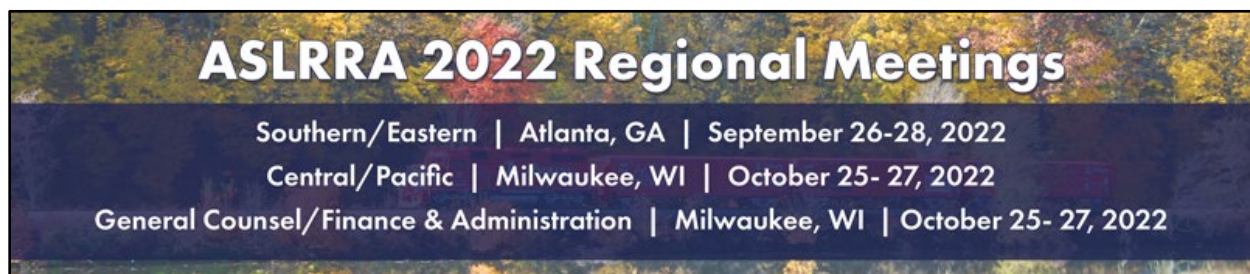 ASLRRA 2022 Regional Meetings
Southern/Eastern | Atlanta, GA | September 26-28, 2022
Central/Pacific | Milwaukee, WI | October 25- 27, 2022
General Counsel/Finance & Administration | Milwaukee, WI | October 25- 27, 2022